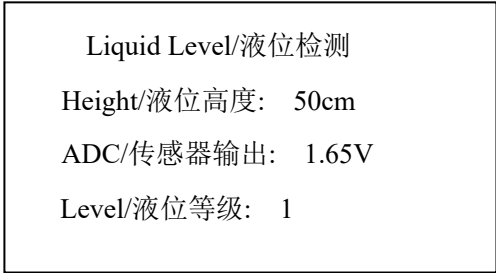 Liquid Level/液位检测
Height/液位高度: 50cm
ADC/传感器输出: 1.65V
Level/液位等级: 1